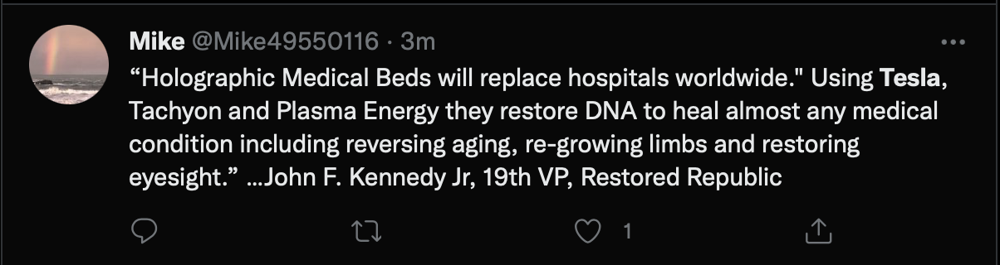 Mike @Mike49550116 · 3m
“Holographic Medical Beds will replace hospitals worldwide." Using Tesla,
Tachyon and Plasma Energy they restore DNA to heal almost any medical
condition including reversing aging, re-growing limbs and restoring
eyesight.” ...John F. Kennedy Jr, 19th VP, Restored Republic
1